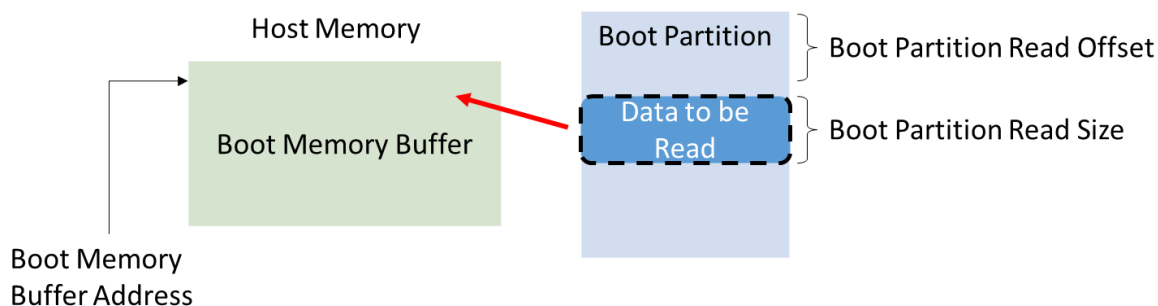 Host Memory
Boot Partition
Boot Partition Read Offset
Boot Memory Buffer
Data to be
Read
Boot Partition Read Size
Boot Memory
Buffer Address